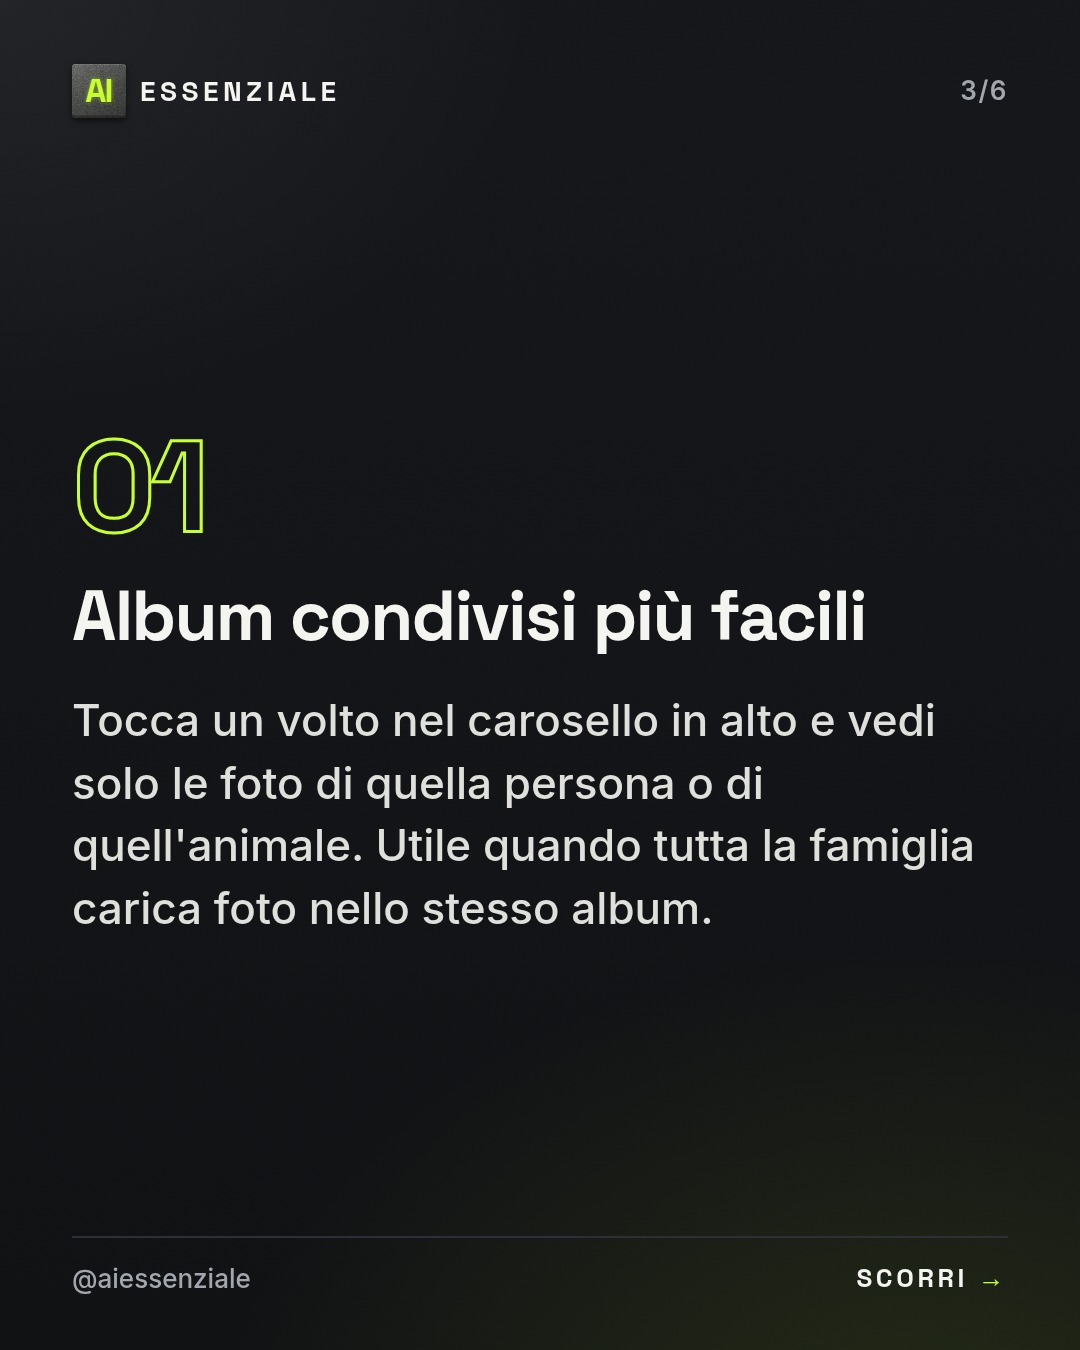 AI ESSENZIALE
3/6
01
Album condivisi più facili
Tocca un volto nel carosello in alto e vedi
solo le foto di quella persona o di
quell'animale. Utile quando tutta la famiglia
carica foto nello stesso album.
@aiessenziale
SCORRI →